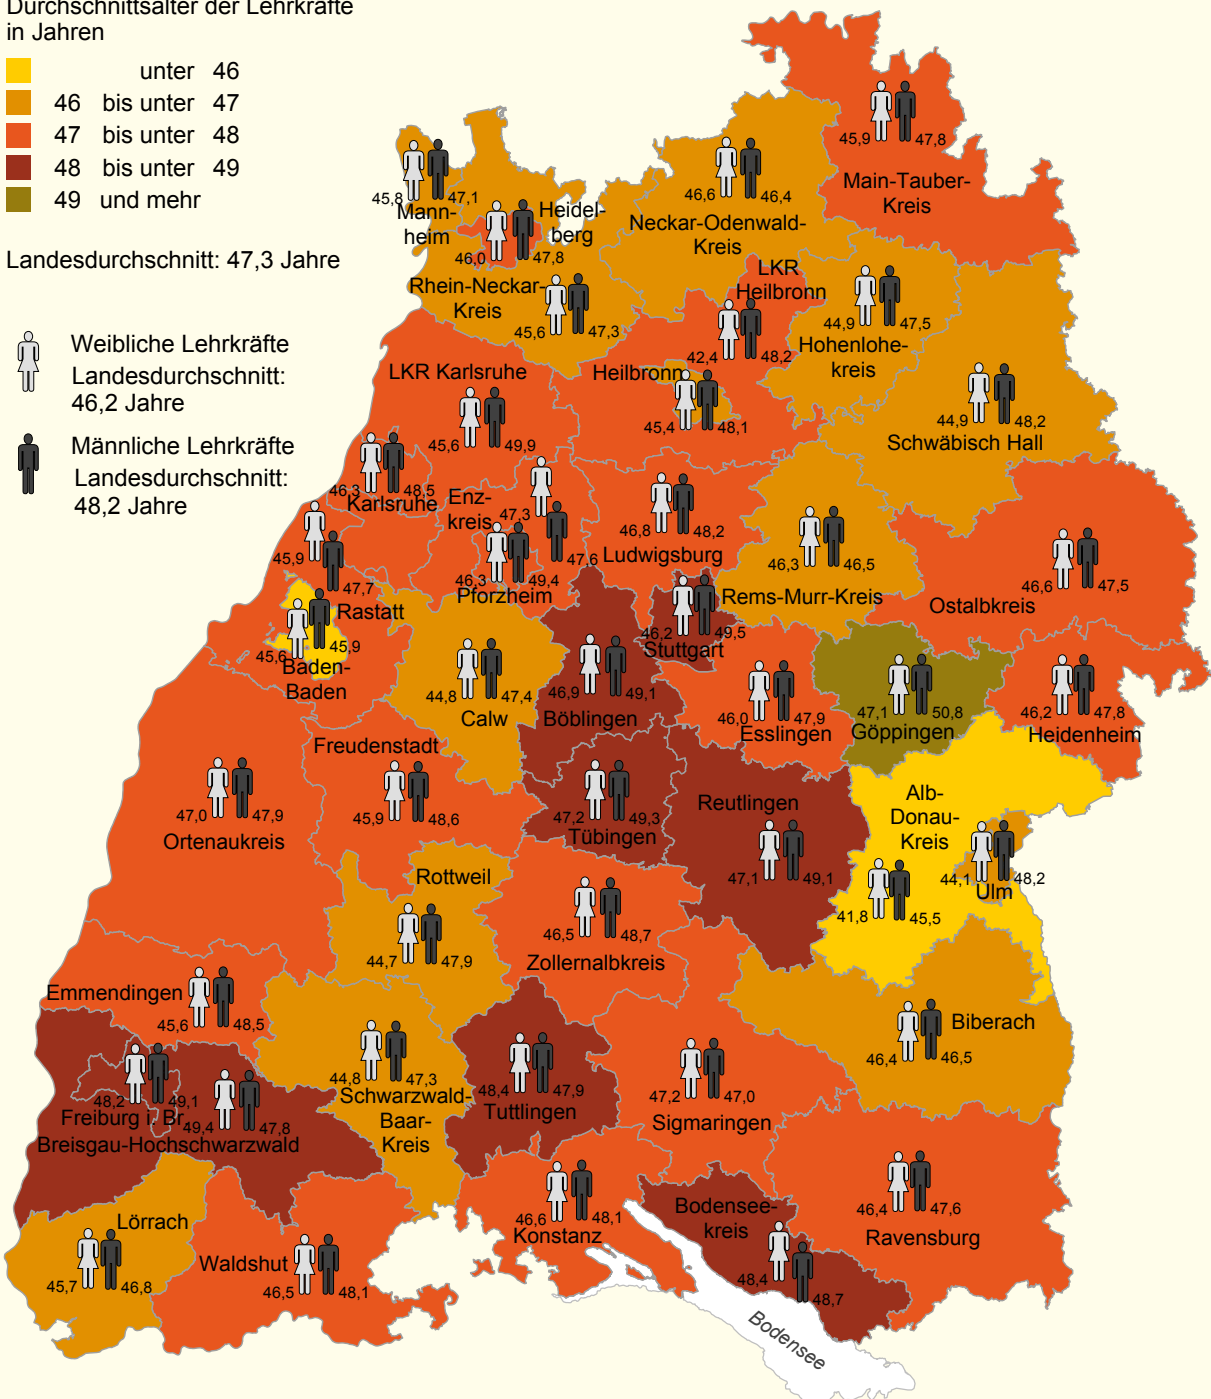 Durchschnittsalter der Lehrkräfte
in Jahren
unter 46
46 bis unter 47
47 bis unter 48
48 bis unter 49
49 und mehr
Landesdurchschnitt: 47,3 Jahre
Weibliche Lehrkräfte
Landesdurchschnitt:
46,2 Jahre
Männliche Lehrkräfte
Landesdurchschnitt:
48,2 Jahre
45,9 47,8
Main-Tauber-
Kreis
45,8 47,1
Mann-
heim
46,6 46,4
Neckar-Odenwald-
Kreis
Heidel-
berg
46,0 47,8
Rhein-Neckar-
Kreis
45,6 47,3
LKR
Heilbronn
42,4 48,2
44,9 47,5
Hohenlohe-
kreis
LKR Karlsruhe
45,6 49,9
Heilbronn
45,4 48,1
44,9 48,2
Schwäbisch Hall
46,3 48,5
Karlsruhe
Enz-
kreis
47,3
47,6
46,8 48,2
Ludwigsburg
46,3 46,5
Rems-Murr-Kreis
46,6 47,5
Ostalbkreis
45,9
47,7
Rastatt
46,3 49,4
Pforzheim
45,6 45,9
Baden-
Baden
44,8 47,4
Calw
46,9 49,1
Böblingen
46,2 49,5
Stuttgart
46,0 47,9
Esslingen
47,1 50,8
Göppingen
46,2 47,8
Heidenheim
47,0 47,9
Ortenaukreis
Freudenstadt
45,9 48,6
47,2 49,3
Tübingen
Reutlingen
47,1 49,1
Alb-
Donau-
Kreis
41,8 45,5
44,1 48,2
Ulm
Rottweil
44,7 47,9
46,5 48,7
Zollernalbkreis
Emmendingen
45,6 48,5
46,4 46,5
Biberach
48,2 49,1
Freiburg i. Br.
49,4 47,8
Breisgau-Hochschwarzwald
44,8 47,3
Schwarzwald-
Baar-
Kreis
48,4 47,9
Tuttlingen
47,2 47,0
Sigmaringen
Lörrach
45,7 46,8
Waldshut
46,5 48,1
46,6 48,1
Konstanz
Bodensee-
kreis
48,4
48,7
46,4 47,6
Ravensburg
Bodensee